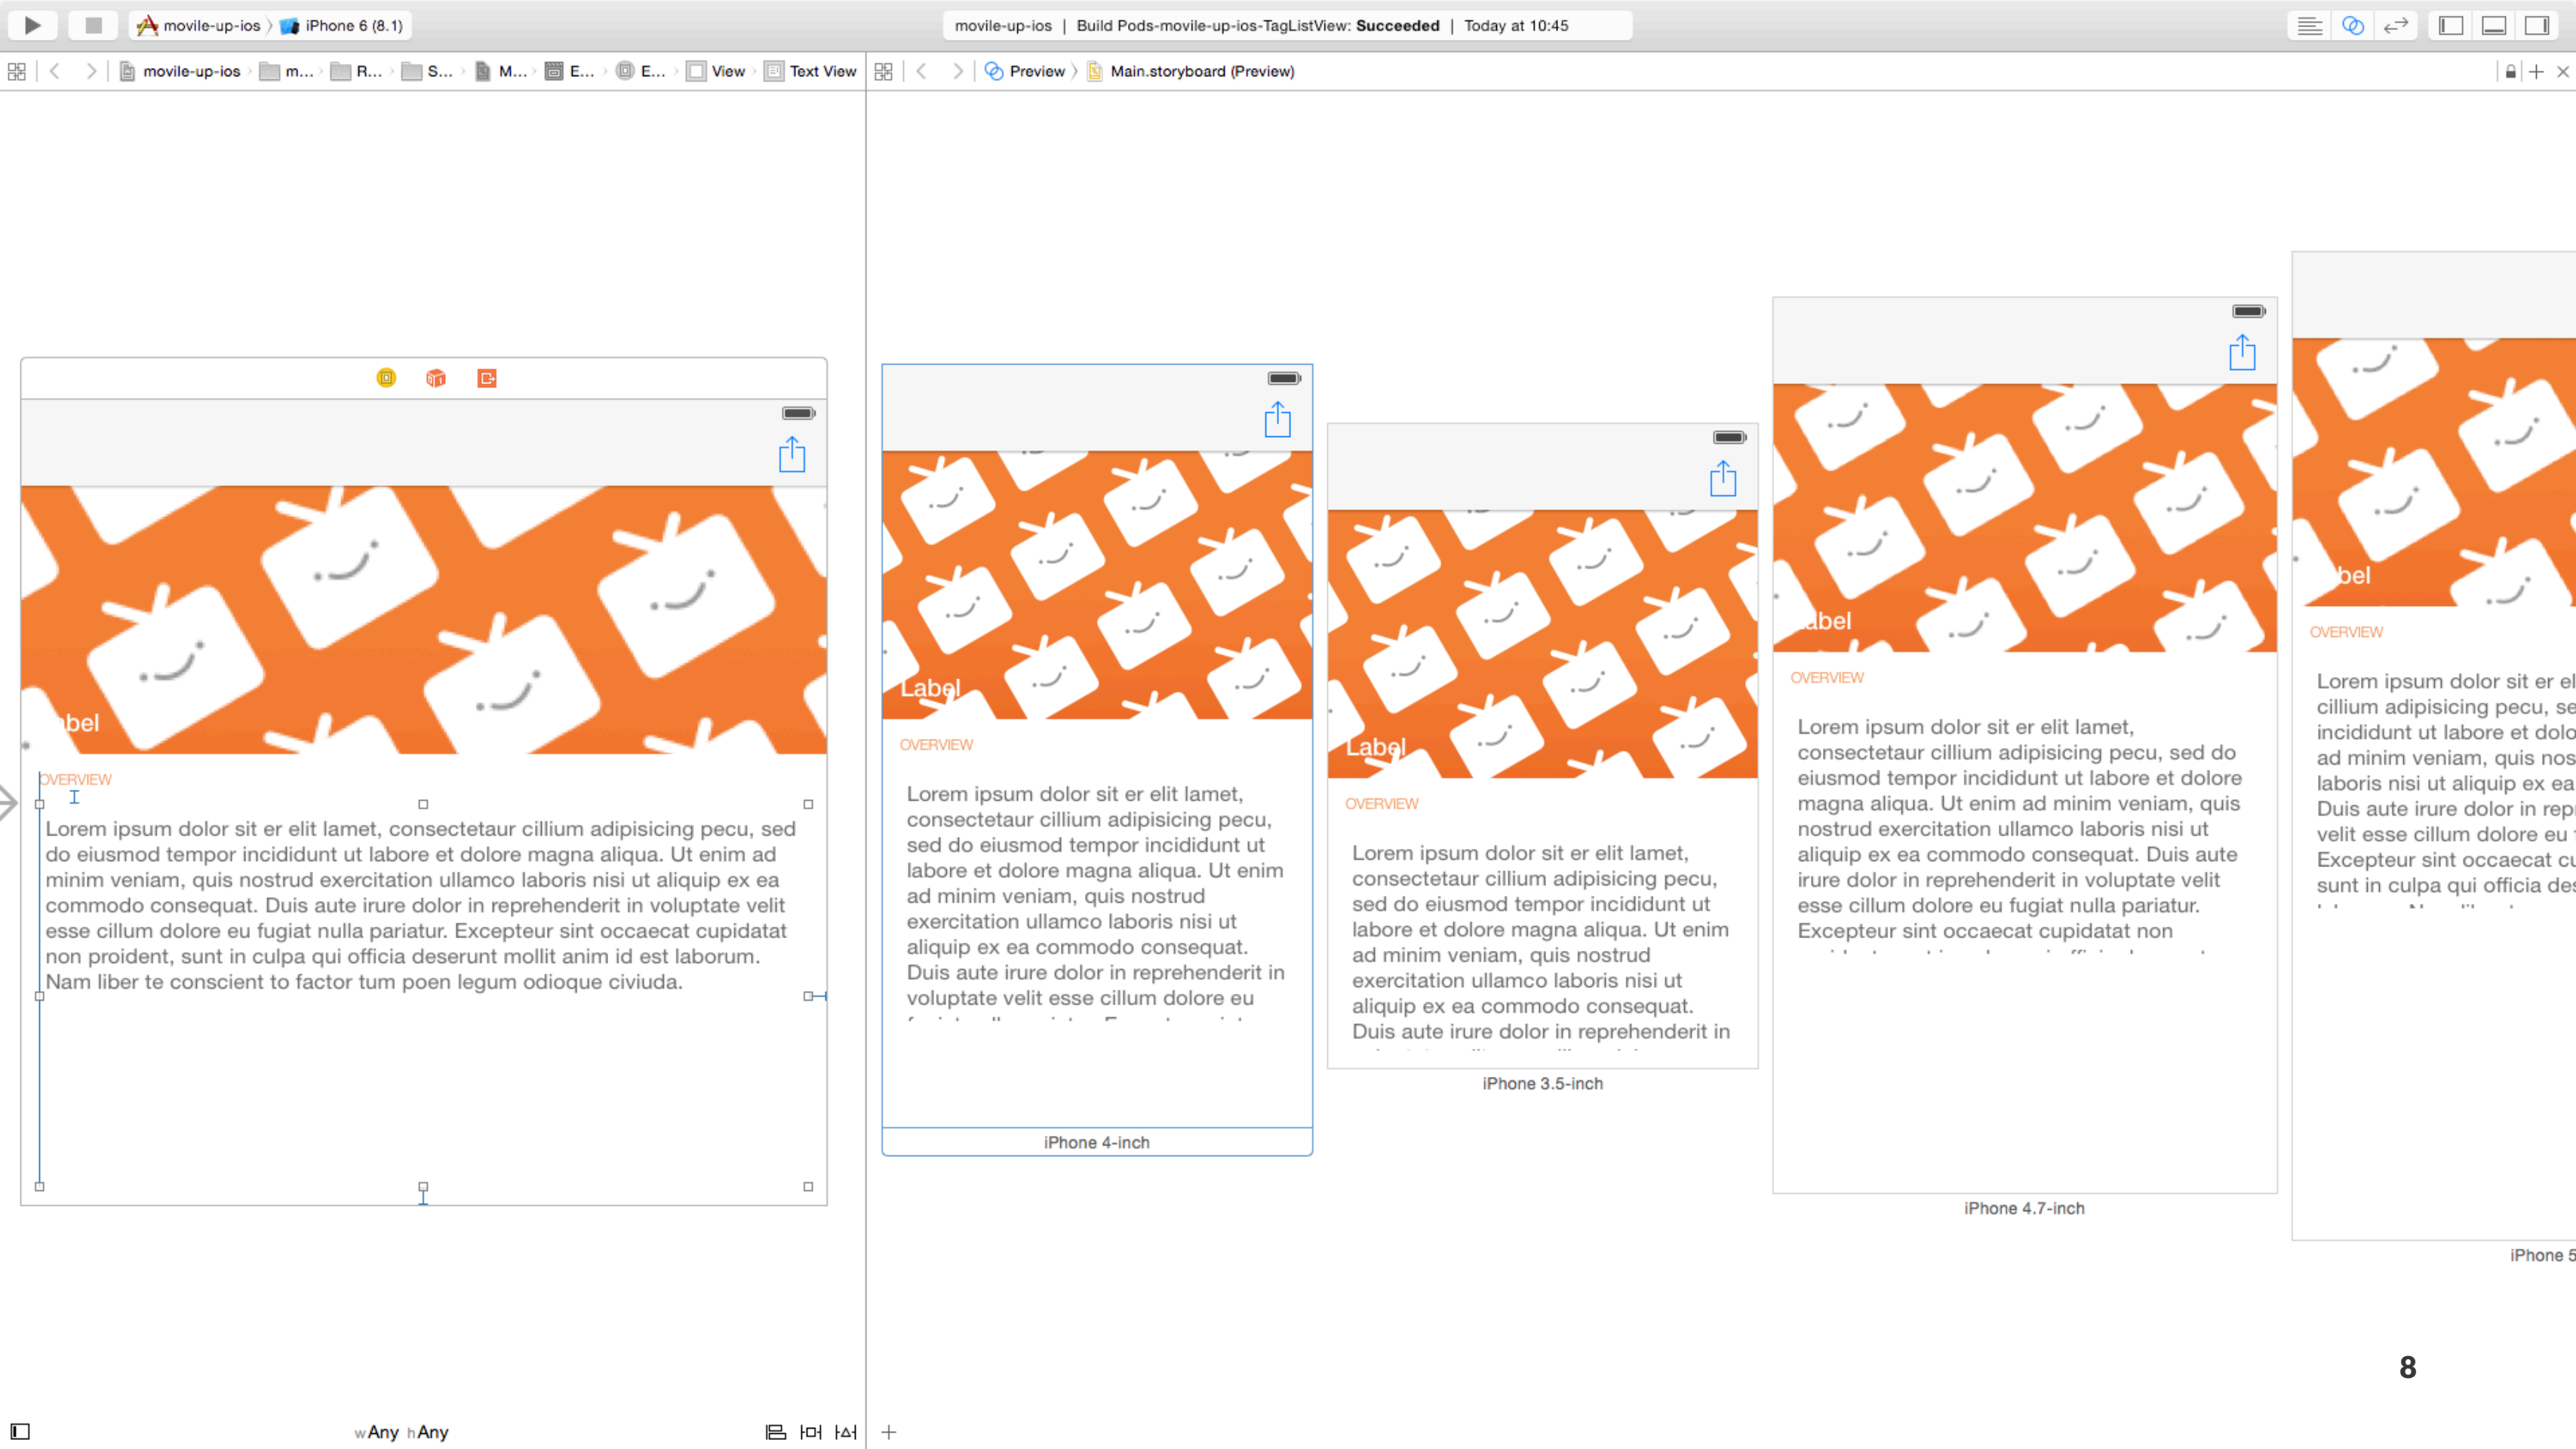 movile-up-ios iPhone 6 (8.1)
movile-up-ios | Build Pods-movile-up-ios-TagListView: Succeeded | Today at 10:45
movile-up-ios m... R... S... M... E... E... View Text View
Preview Main.storyboard (Preview)
bel
OVERVIEW
Lorem ipsum dolor sit er elit lamet, consectetaur cillium adipisicing pecu, sed
do eiusmod tempor incididunt ut labore et dolore magna aliqua. Ut enim ad
minim veniam, quis nostrud exercitation ullamco laboris nisi ut aliquip ex ea
commodo consequat. Duis aute irure dolor in reprehenderit in voluptate velit
esse cillum dolore eu fugiat nulla pariatur. Excepteur sint occaecat cupidatat
non proident, sunt in culpa qui officia deserunt mollit anim id est laborum.
Nam liber te conscient to factor tum poen legum odioque civiuda.
wAny hAny
Label
OVERVIEW
Lorem ipsum dolor sit er elit lamet,
consectetaur cillium adipisicing pecu,
sed do eiusmod tempor incididunt ut
labore et dolore magna aliqua. Ut enim
ad minim veniam, quis nostrud
exercitation ullamco laboris nisi ut
aliquip ex ea commodo consequat.
Duis aute irure dolor in reprehenderit in
voluptate velit esse cillum dolore eu
iPhone 4-inch
Label
OVERVIEW
Lorem ipsum dolor sit er elit lamet,
consectetaur cillium adipisicing pecu,
sed do eiusmod tempor incididunt ut
labore et dolore magna aliqua. Ut enim
ad minim veniam, quis nostrud
exercitation ullamco laboris nisi ut
aliquip ex ea commodo consequat.
Duis aute irure dolor in reprehenderit in
iPhone 3.5-inch
abel
OVERVIEW
Lorem ipsum dolor sit er elit lamet,
consectetaur cillium adipisicing pecu, sed do
eiusmod tempor incididunt ut labore et dolore
magna aliqua. Ut enim ad minim veniam, quis
nostrud exercitation ullamco laboris nisi ut
aliquip ex ea commodo consequat. Duis aute
irure dolor in reprehenderit in voluptate velit
esse cillum dolore eu fugiat nulla pariatur.
Excepteur sint occaecat cupidatat non
iPhone 4.7-inch
bel
OVERVIEW
Lorem ipsum dolor sit er el
cillium adipisicing pecu, se
incididunt ut labore et dolo
ad minim veniam, quis nos
laboris nisi ut aliquip ex ea
Duis aute irure dolor in rep
velit esse cillum dolore eu
Excepteur sint occaecat cu
sunt in culpa qui officia des
iPhone 5
8